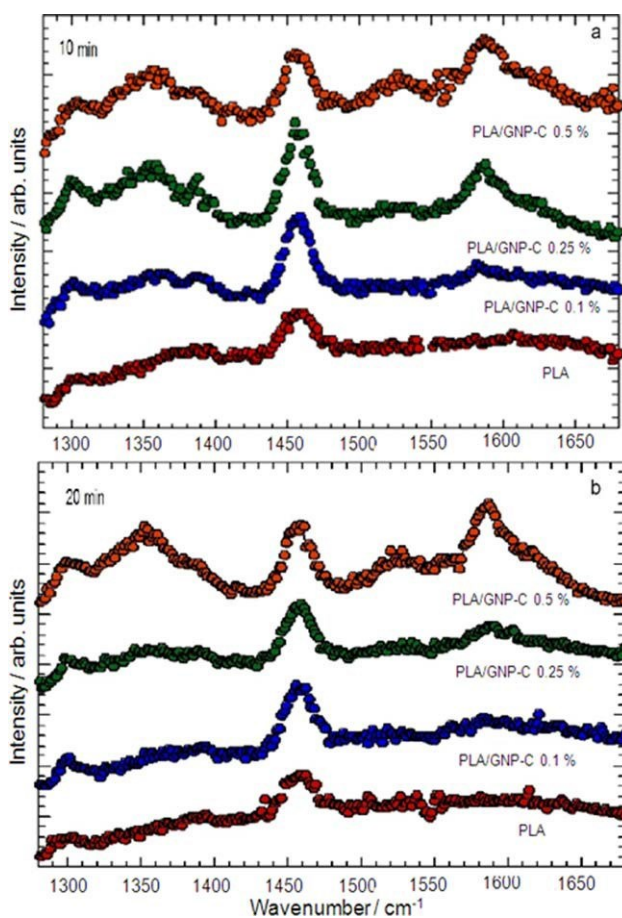 10 min
a
PLA/GNP-C 0.5 %
PLA/GNP-C 0.25 %
PLA/GNP-C 0.1 %
PLA
Intensity / arb. units
1300 1350 1400 1450 1500 1550 1600 1650
20 min
b
PLA/GNP-C 0.5 %
PLA/GNP-C 0.25 %
PLA/GNP-C 0.1 %
PLA
Intensity / arb. units
1300 1350 1400 1450 1500 1550 1600 1650
Wavenumber / cm⁻¹